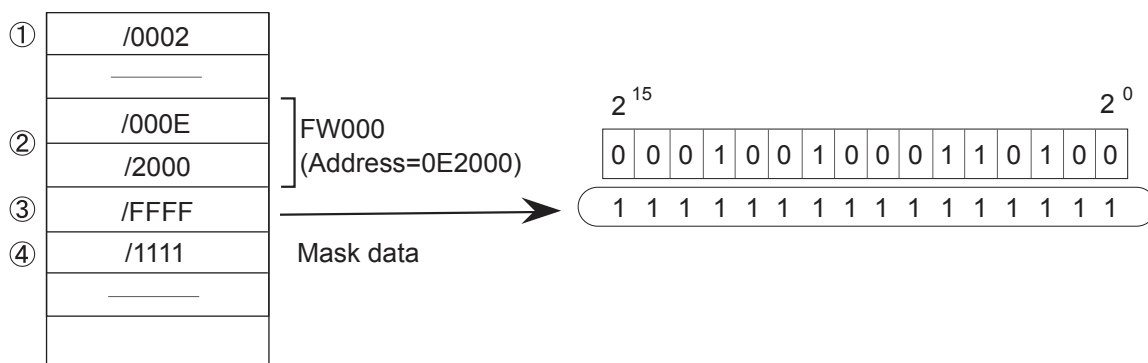 ① /0002
② /000E
/2000
FW000
(Address=0E2000)
③ /FFFF
④ /1111
Mask data
2 15 2 0
0 0 0 1 0 0 1 0 0 0 1 1 0 1 0 0
1 1 1 1 1 1 1 1 1 1 1 1 1 1 1 1